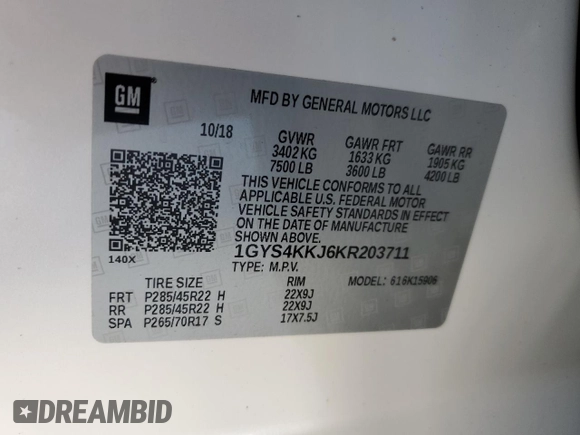 GM
MFD BY GENERAL MOTORS LLC
10/18
GVWR GAWR FRT GAWR RR
3402 KG 1633 KG 1905 KG
7500 LB 3600 LB 4200 LB
THIS VEHICLE CONFORMS TO ALL
APPLICABLE U.S. FEDERAL MOTOR
VEHICLE SAFETY STANDARDS IN EFFECT
ON THE DATE OF MANUFACTURE
SHOWN ABOVE.
140X
1GYS4KKJ6KR203711
TYPE: M.P.V. MODEL: 616K15906
TIRE SIZE RIM
FRT P285/45R22 H 22X9J
RR P285/45R22 H 22X9J
SPA P265/70R17 S 17X7.5J
DREAMBID